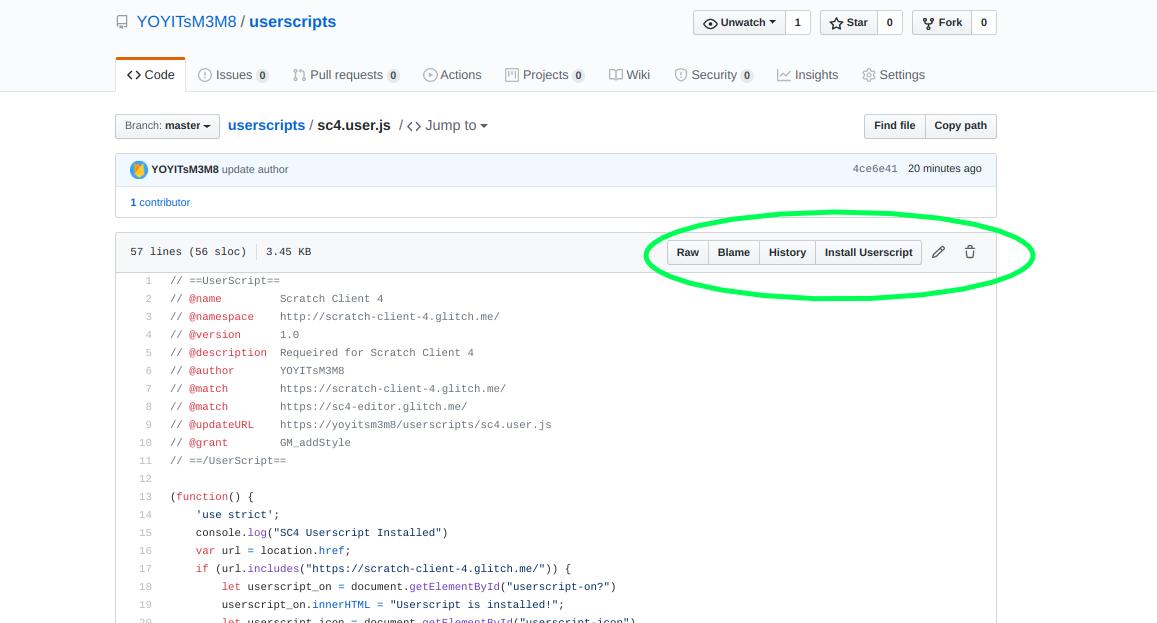 YOYITsM3M8 / userscripts
Unwatch 1 Star 0 Fork 0
Code Issues 0 Pull requests 0 Actions Projects 0 Wiki Security 0 Insights Settings
Branch: master userscripts / sc4.user.js / Jump to Find file Copy path
YOYITsM3M8 update author 4ce6e41 20 minutes ago
1 contributor
57 lines (56 sloc) 3.45 KB Raw Blame History Install Userscript
1 // ==UserScript==
2 // @name Scratch Client 4
3 // @namespace http://scratch-client-4.glitch.me/
4 // @version 1.0
5 // @description Requeired for Scratch Client 4
6 // @author YOYITsM3M8
7 // @match https://scratch-client-4.glitch.me/
8 // @match https://sc4-editor.glitch.me/
9 // @updateURL https://yoyitsm3m8/userscripts/sc4.user.js
10 // @grant GM_addStyle
11 // ==/UserScript==
12
13 (function() {
14 'use strict';
15 console.log("SC4 Userscript Installed")
16 var url = location.href;
17 if (url.includes("https://scratch-client-4.glitch.me/")) {
18 let userscript_on = document.getElementById("userscript-on?")
19 userscript_on.innerHTML = "Userscript is installed!";
20 let userscript_icon = document.getElementById("userscript-icon")